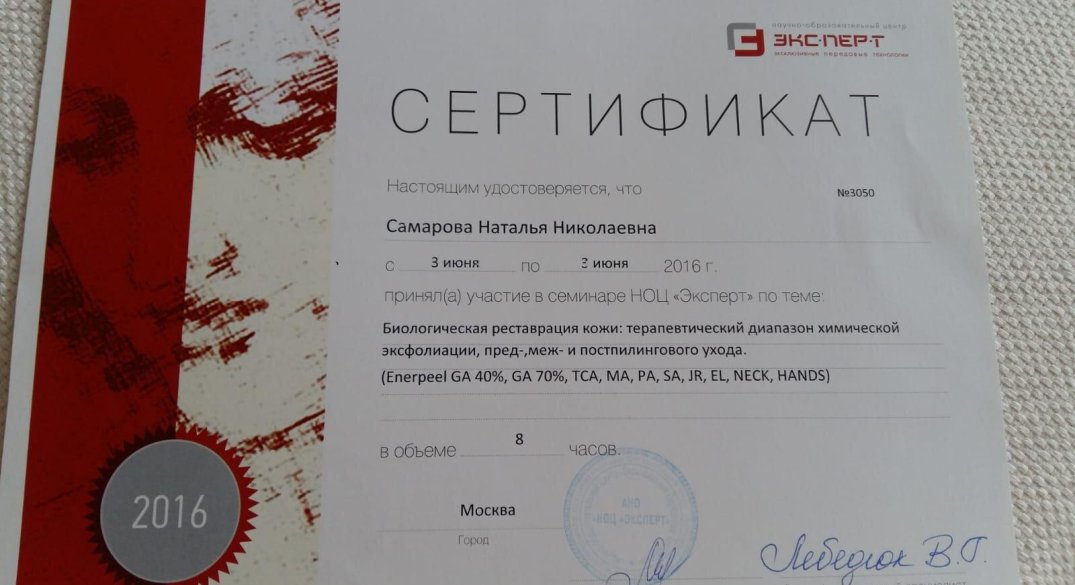 научно-образовательный центр
ЭКС·ПЕР·Т
эксклюзивные передовые технологии
СЕРТИФИКАТ
Настоящим удостоверяется, что №3050
Самарова Наталья Николаевна
с 3 июня по 2 июня 2016 г.
принял(а) участие в семинаре НОЦ «Эксперт» по теме:
Биологическая реставрация кожи: терапевтический диапазон химической
эксфолиации, пред-,меж- и постпилингового ухода.
(Enerpeel GA 40%, GA 70%, TCA, MA, PA, SA, JR, EL, NECK, HANDS)
в объеме 8 часов.
2016
Москва
Город
АНО
«НОЦ «ЭКСПЕРТ»
Лебедюк В.Г.